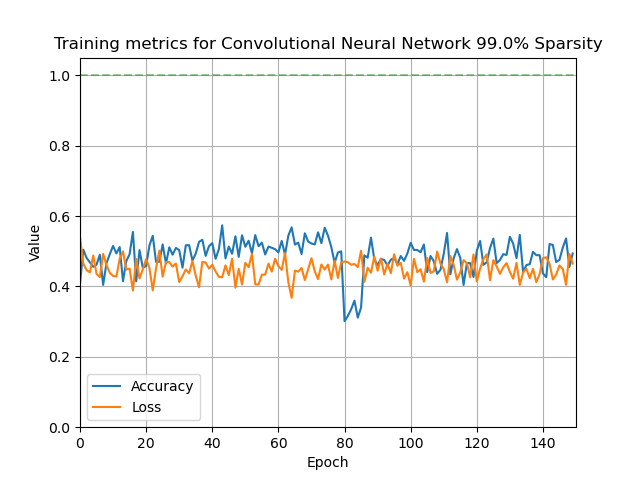 Training metrics for Convolutional Neural Network 99.0% Sparsity
1.0
0.8
0.6
0.4
0.2
0.0
Value
Accuracy
Loss
0 20 40 60 80 100 120 140
Epoch